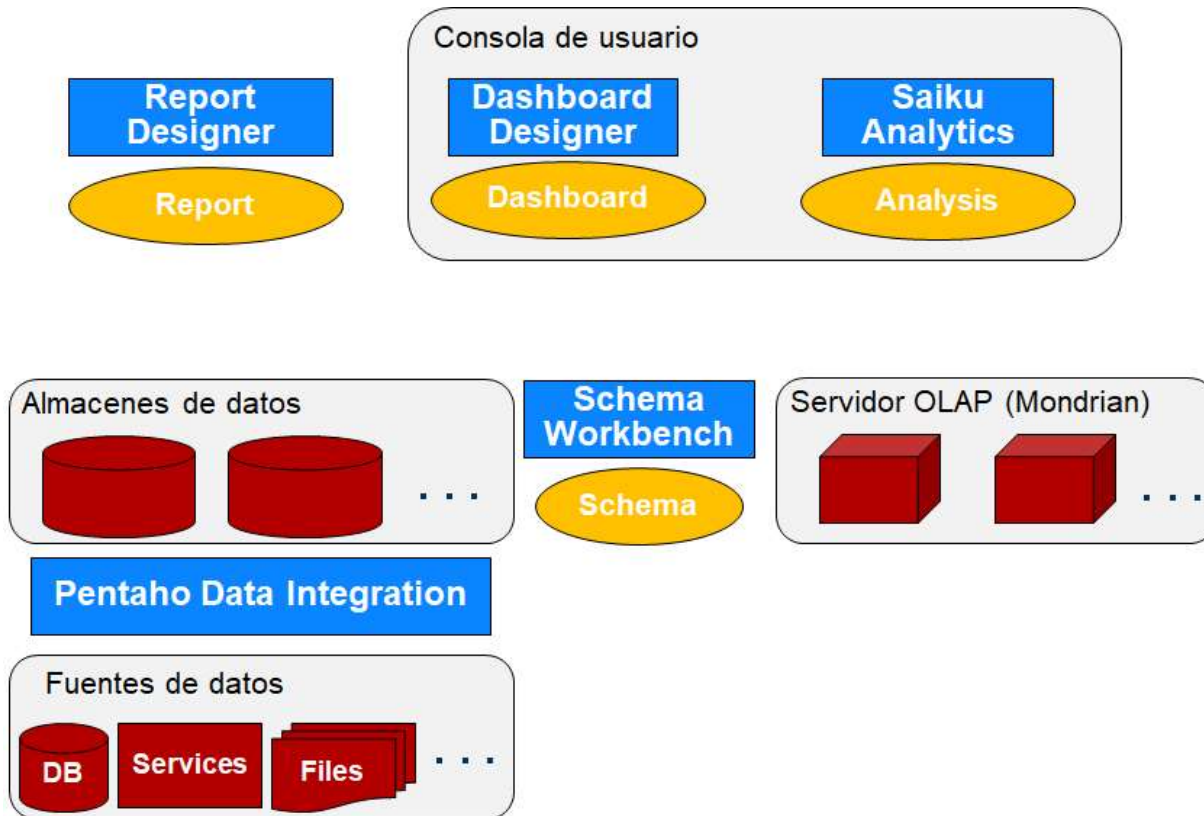 Consola de usuario
Report
Designer
Dashboard
Designer
Saiku
Analytics
Report
Dashboard
Analysis
Almacenes de datos
. . .
Schema
Workbench
Schema
Servidor OLAP (Mondrian)
. . .
Pentaho Data Integration
Fuentes de datos
DB
Services
Files
. . .